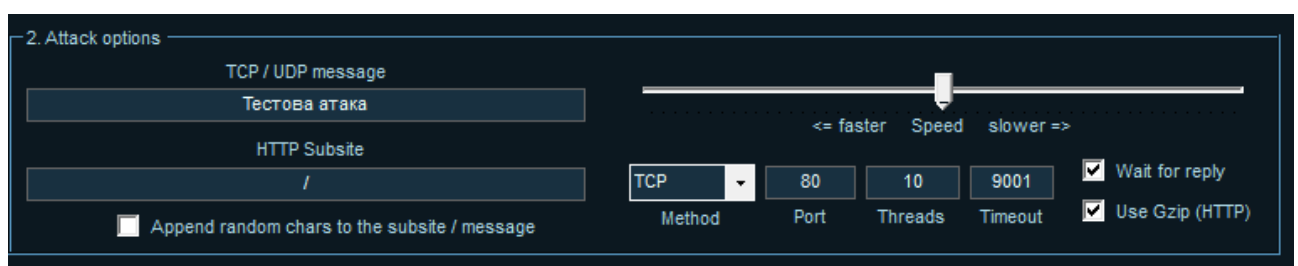 2. Attack options
TCP / UDP message
Тестова атака
<= faster Speed slower =>
HTTP Subsite
/
TCP 80 10 9001
Wait for reply
Method Port Threads Timeout
Use Gzip (HTTP)
Append random chars to the subsite / message